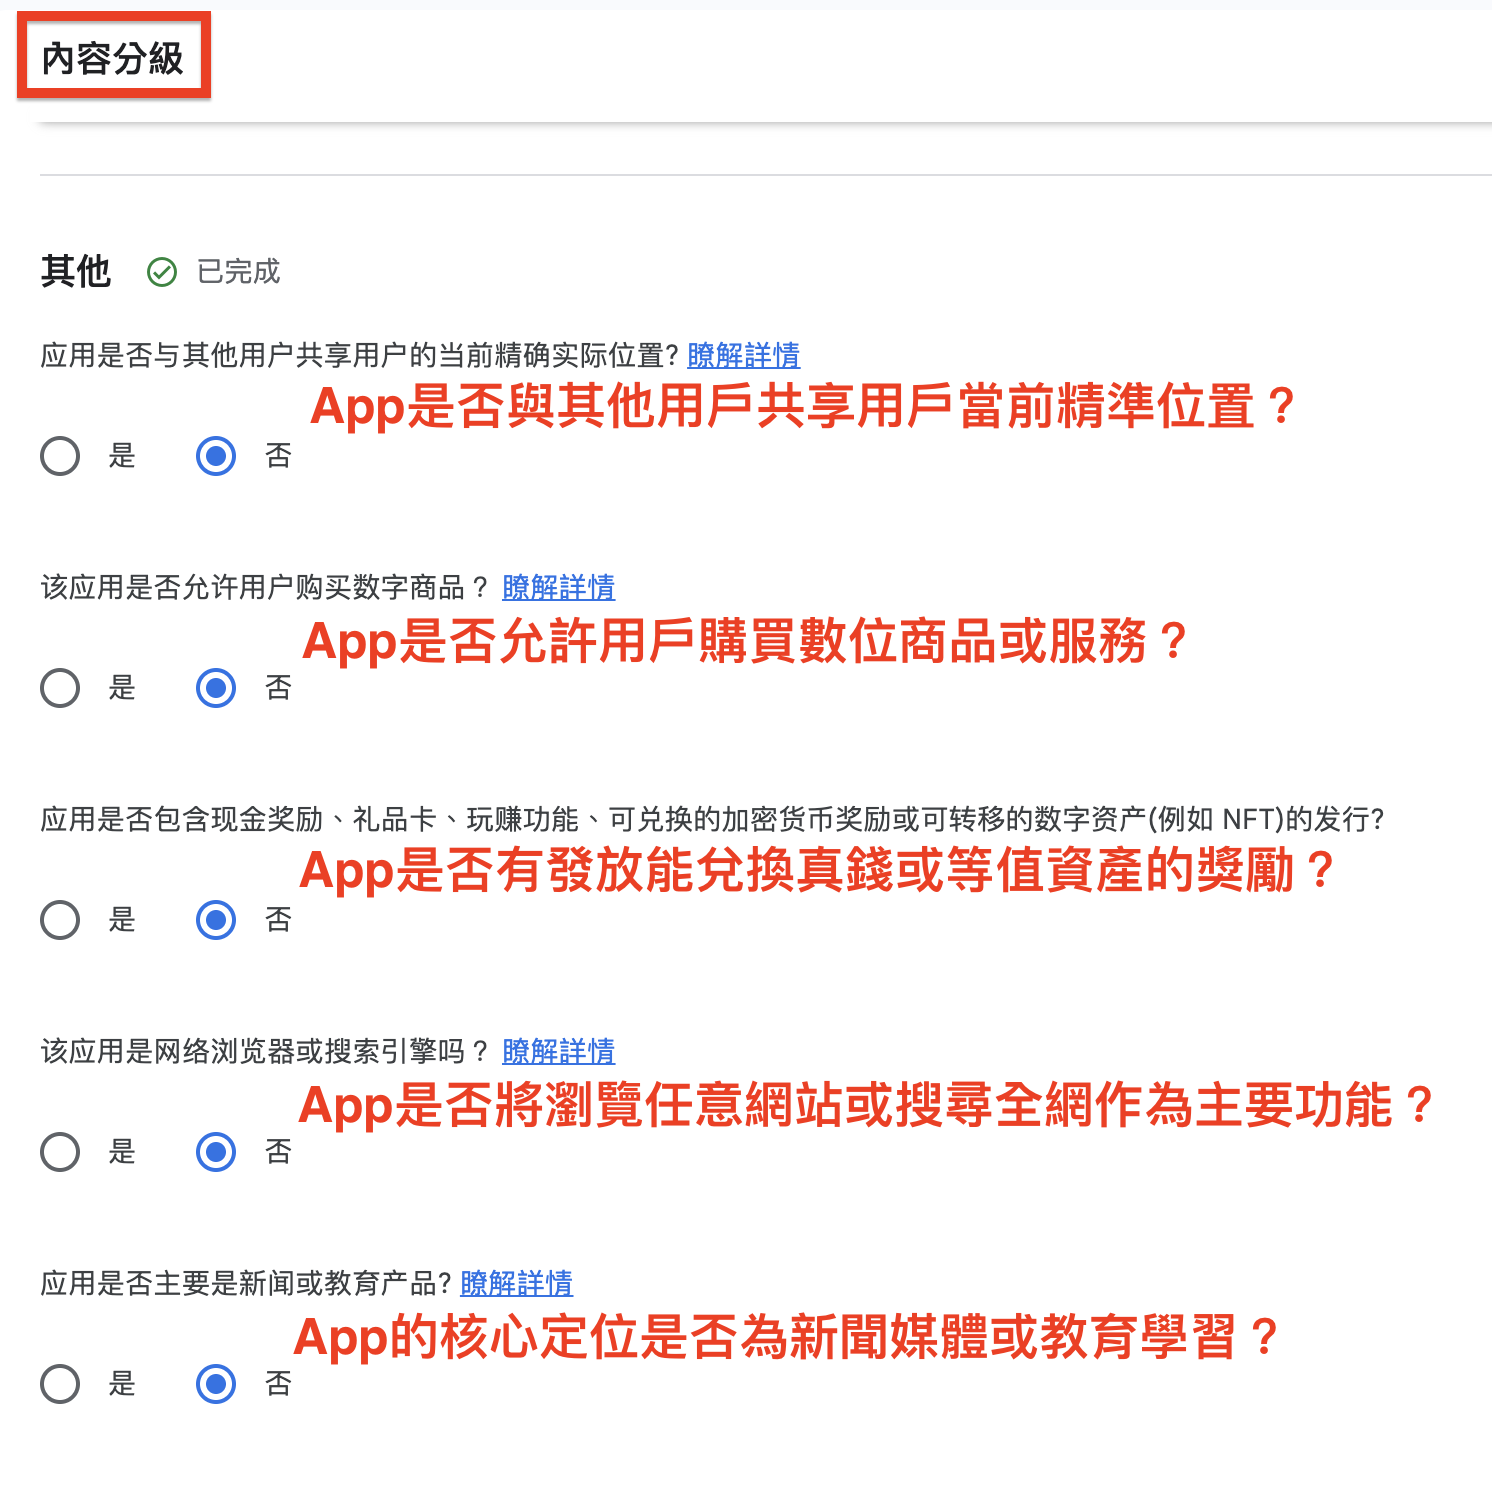 內容分級
其他 已完成
应用是否与其他用户共享用户的当前精确实际位置? 瞭解詳情
App是否與其他用戶共享用戶當前精準位置？
是 否
该应用是否允许用户购买数字商品？ 瞭解詳情
App是否允許用戶購買數位商品或服務？
是 否
应用是否包含现金奖励、礼品卡、玩赚功能、可兑换的加密货币奖励或可转移的数字资产(例如 NFT)的发行?
App是否有發放能兌換真錢或等值資產的獎勵？
是 否
该应用是网络浏览器或搜索引擎吗？ 瞭解詳情
App是否將瀏覽任意網站或搜尋全網作為主要功能？
是 否
应用是否主要是新闻或教育产品? 瞭解詳情
App的核心定位是否為新聞媒體或教育學習？
是 否